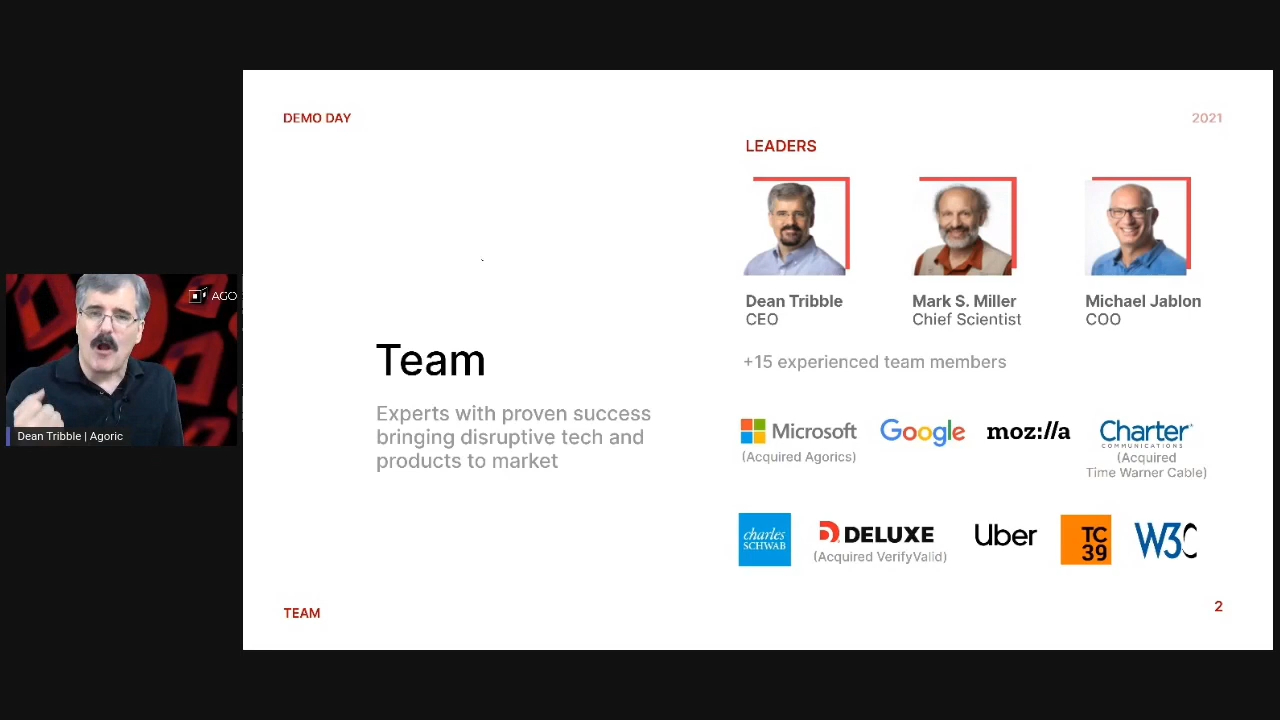 DEMO DAY
2021
LEADERS
Dean Tribble
CEO
Mark S. Miller
Chief Scientist
Michael Jablon
COO
+15 experienced team members
Team
Experts with proven success
bringing disruptive tech and
products to market
Microsoft
(Acquired Agorics)
Google
moz://a
Charter
COMMUNICATIONS
(Acquired
Time Warner Cable)
charles
SCHWAB
DELUXE
(Acquired VerifyValid)
Uber
TC
39
W3C
TEAM
2
AGO
Dean Tribble | Agoric